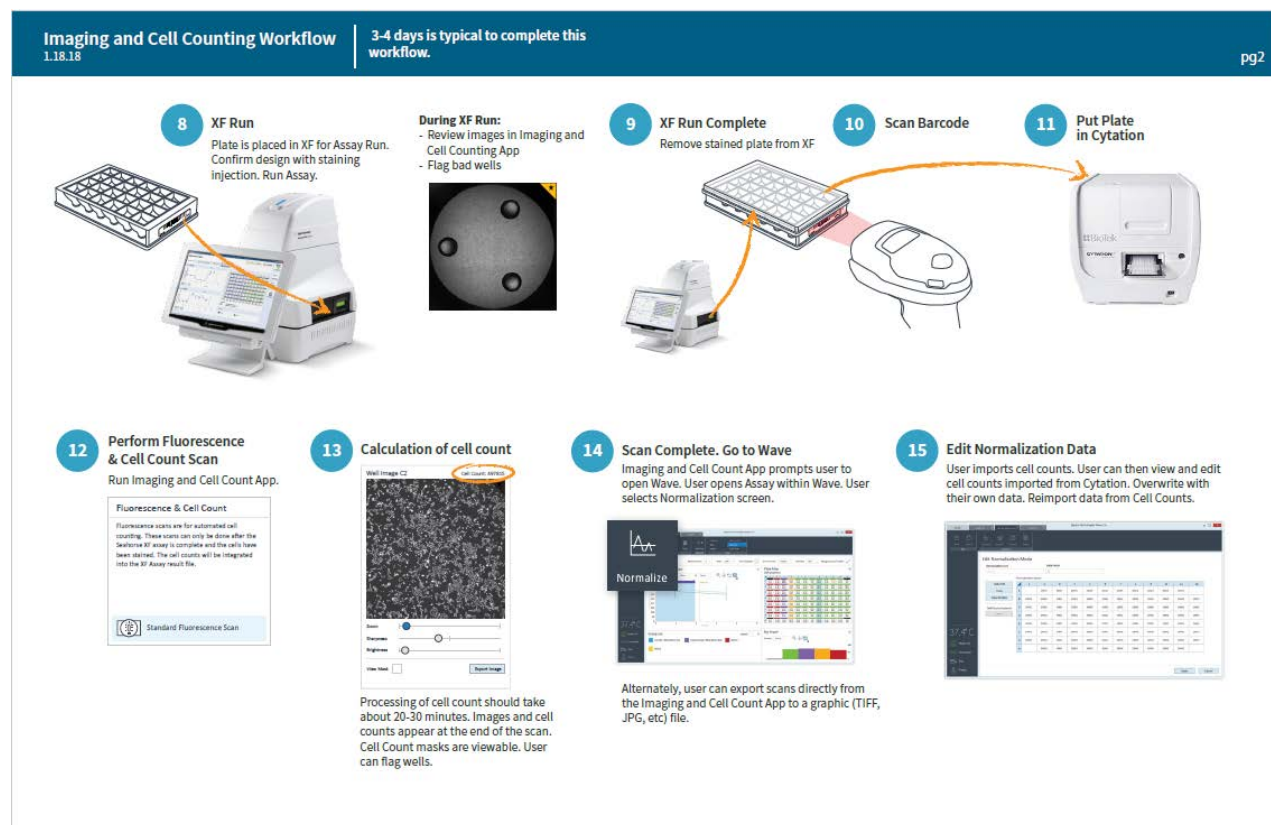 Imaging and Cell Counting Workflow
1.18.18
3-4 days is typical to complete this
workflow.
pg2
8
XF Run
Plate is placed in XF for Assay Run.
Confirm design with staining
injection. Run Assay.
During XF Run:
- Review images in Imaging and
Cell Counting App
- Flag bad wells
9
XF Run Complete
Remove stained plate from XF
10
Scan Barcode
11
Put Plate
in Cytation
BioTek
CYTATION
12
Perform Fluorescence
& Cell Count Scan
Run Imaging and Cell Count App.
Fluorescence & Cell Count
Fluorescence scans are for automated cell
counting. These scans can only be done after the
Seahorse XF assay is complete and the cells have
been stained. The cell counts will be integrated
into the XF Assay result file.
Standard Fluorescence Scan
13
Calculation of cell count
Well Image C2
Cell Count:
Zoom
Sharpness
Brightness
View Mask
Export Image
Processing of cell count should take
about 20-30 minutes. Images and cell
counts appear at the end of the scan.
Cell Count masks are viewable. User
can flag wells.
14
Scan Complete. Go to Wave
Imaging and Cell Count App prompts user to
open Wave. User opens Assay within Wave. User
selects Normalization screen.
Normalize
37.4°C
Alternately, user can export scans directly from
the Imaging and Cell Count App to a graphic (TIFF,
JPG, etc) file.
15
Edit Normalization Data
User imports cell counts. User can then view and edit
cell counts imported from Cytation. Overwrite with
their own data. Reimport data from Cell Counts.
37.4°C